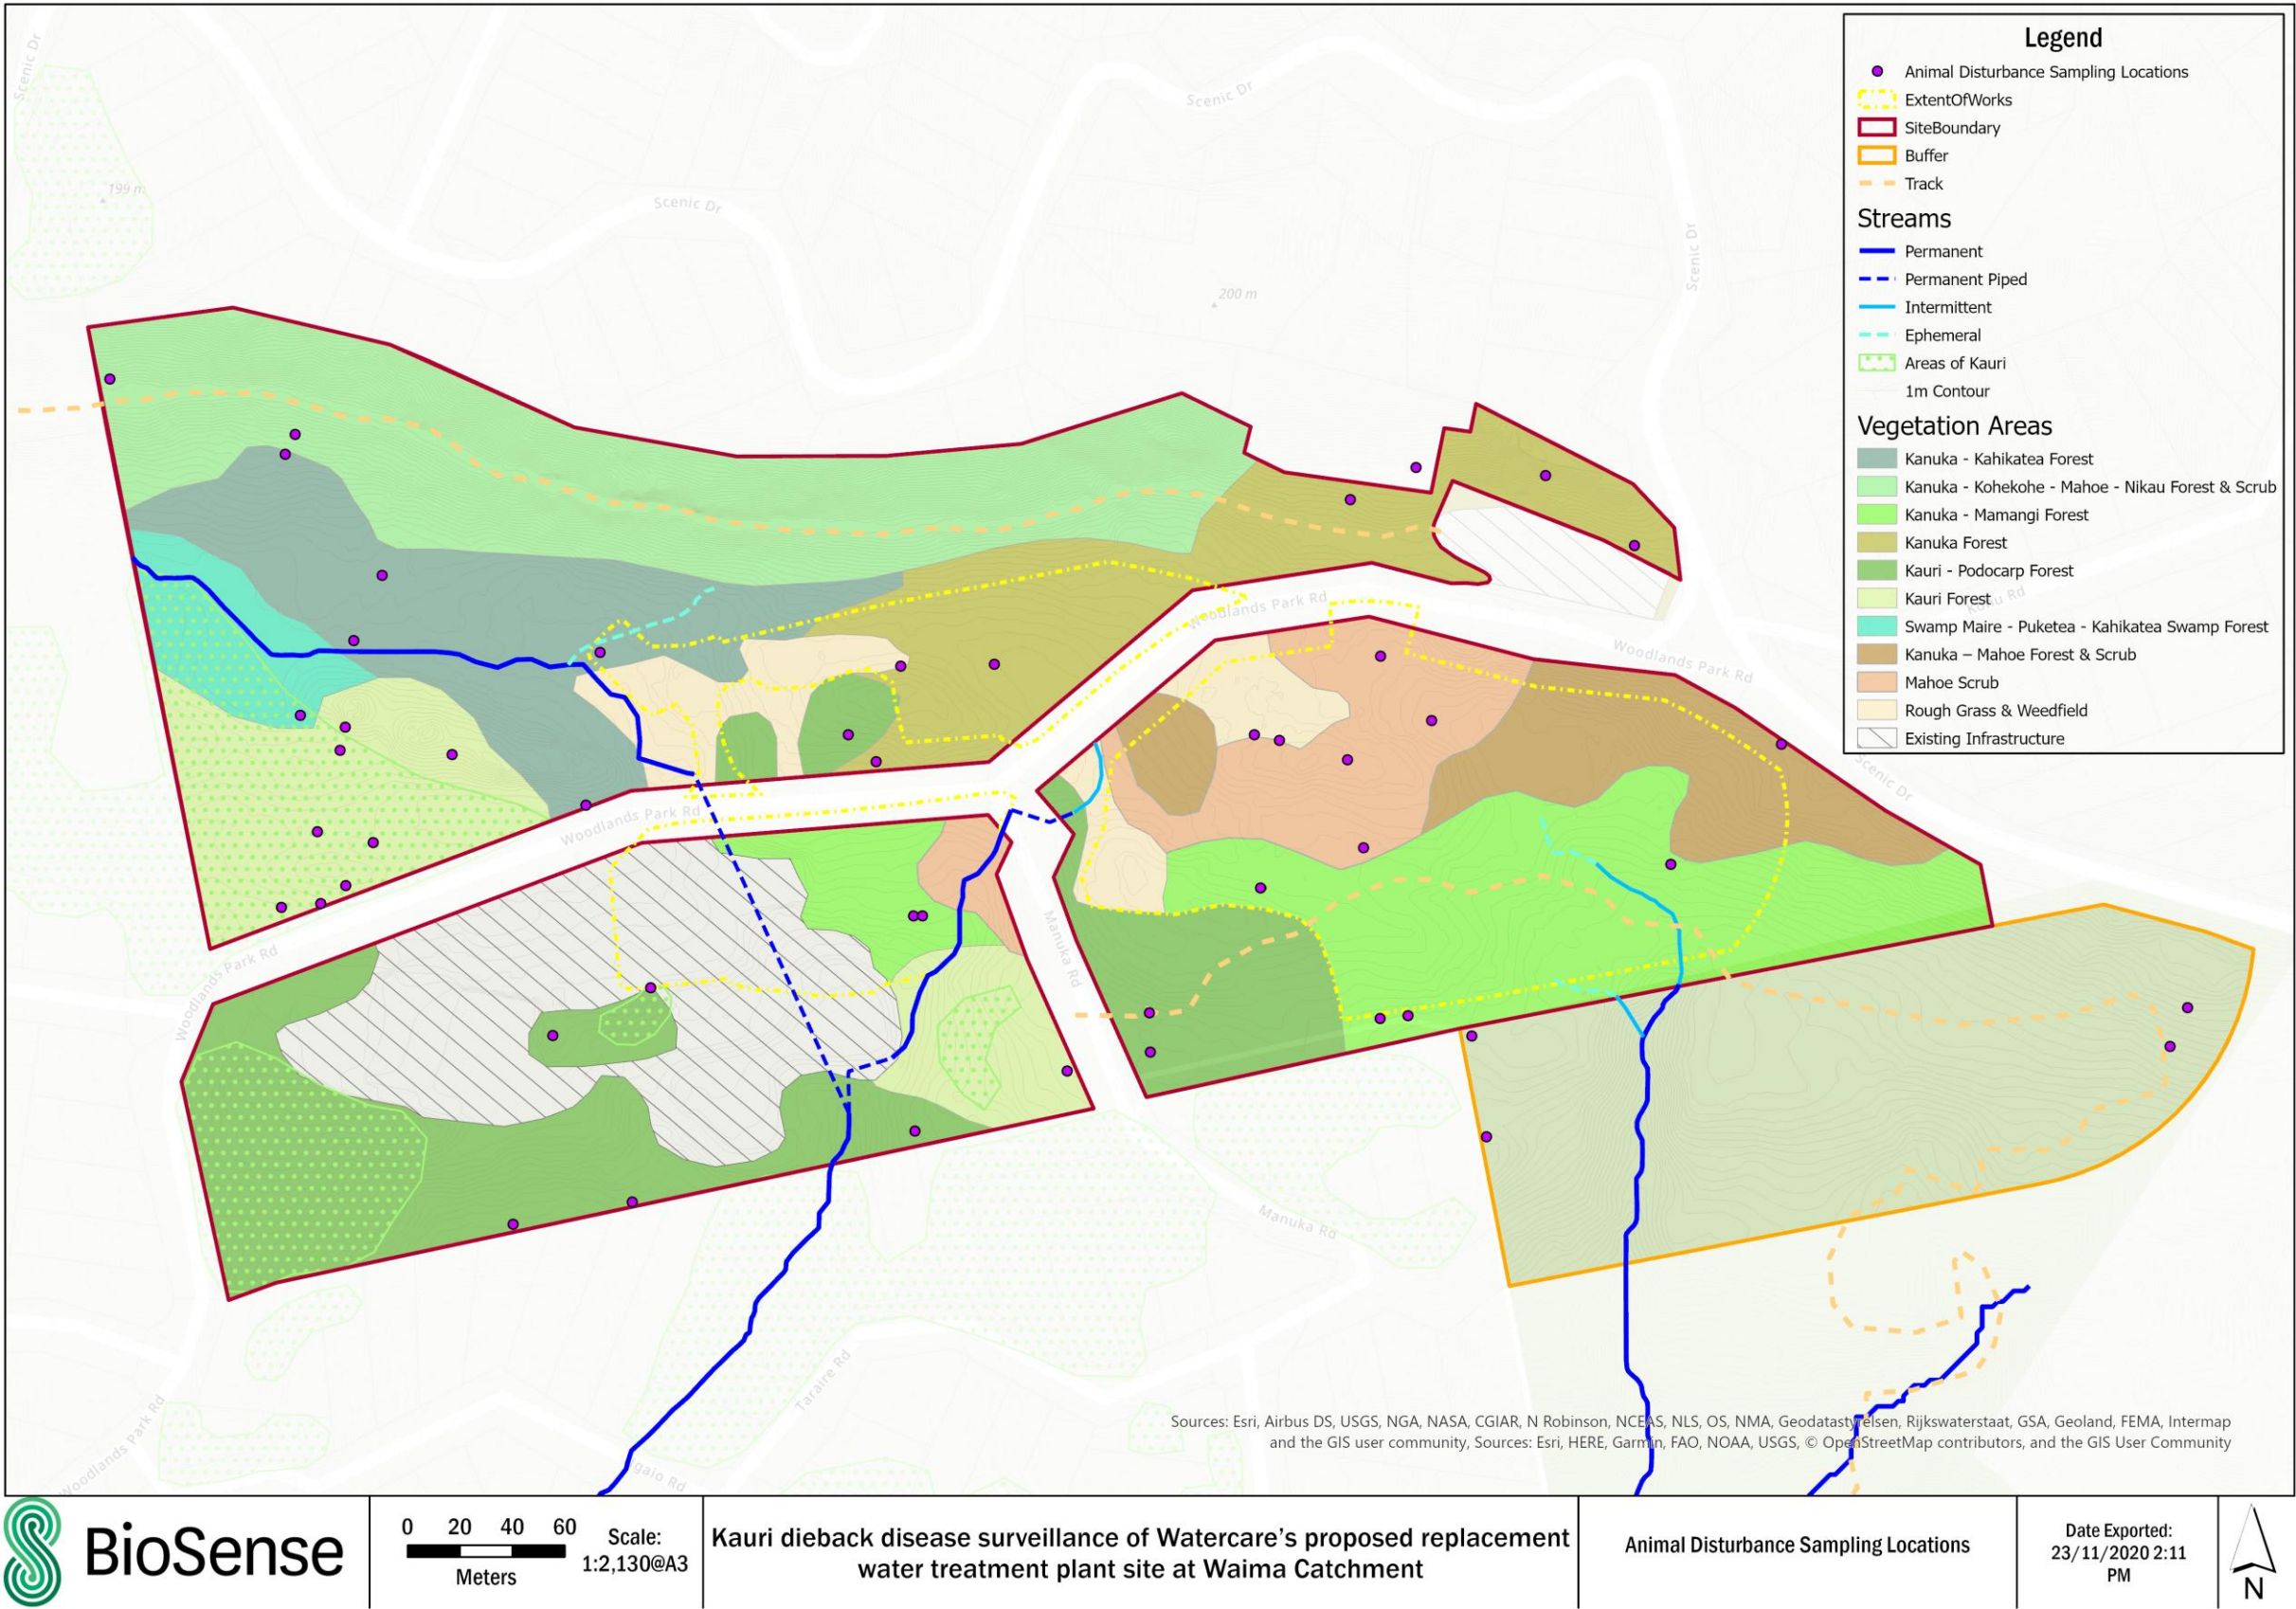 Scenic Dr
199 m
Scenic Dr
Scenic Dr
Scenic Dr
200 m
Woodlands Park Rd
Woodlands Park Rd
Scenic Dr
Woodlands Park Rd
Woodlands Park Rd
Manuka Rd
Manuka Rd
Taraire Rd
Woodlands Park Rd
Legend
Animal Disturbance Sampling Locations
ExtentOfWorks
SiteBoundary
Buffer
Track
Streams
Permanent
Permanent Piped
Intermittent
Ephemeral
Areas of Kauri
1m Contour
Vegetation Areas
Kanuka - Kahikatea Forest
Kanuka - Kohekohe - Mahoe - Nikau Forest & Scrub
Kanuka - Mamangi Forest
Kanuka Forest
Kauri - Podocarp Forest
Kauri Forest
Swamp Maire - Puketea - Kahikatea Swamp Forest
Kanuka – Mahoe Forest & Scrub
Mahoe Scrub
Rough Grass & Weedfield
Existing Infrastructure
Sources: Esri, Airbus DS, USGS, NGA, NASA, CGIAR, N Robinson, NCEAS, NLS, OS, NMA, Geodatastyrelsen, Rijkswaterstaat, GSA, Geoland, FEMA, Intermap
and the GIS user community, Sources: Esri, HERE, Garmin, FAO, NOAA, USGS, © OpenStreetMap contributors, and the GIS User Community
BioSense
0 20 40 60
Meters
Scale:
1:2,130@A3
Kauri dieback disease surveillance of Watercare's proposed replacement
water treatment plant site at Waima Catchment
Animal Disturbance Sampling Locations
Date Exported:
23/11/2020 2:11
PM
N